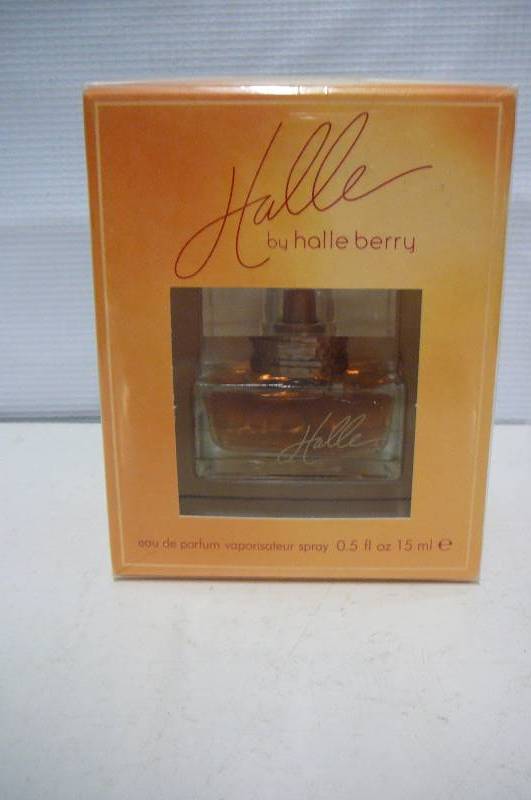 Halle
by halle berry
Halle
eau de parfum vaporisateur spray 0.5 fl oz 15 ml ℮